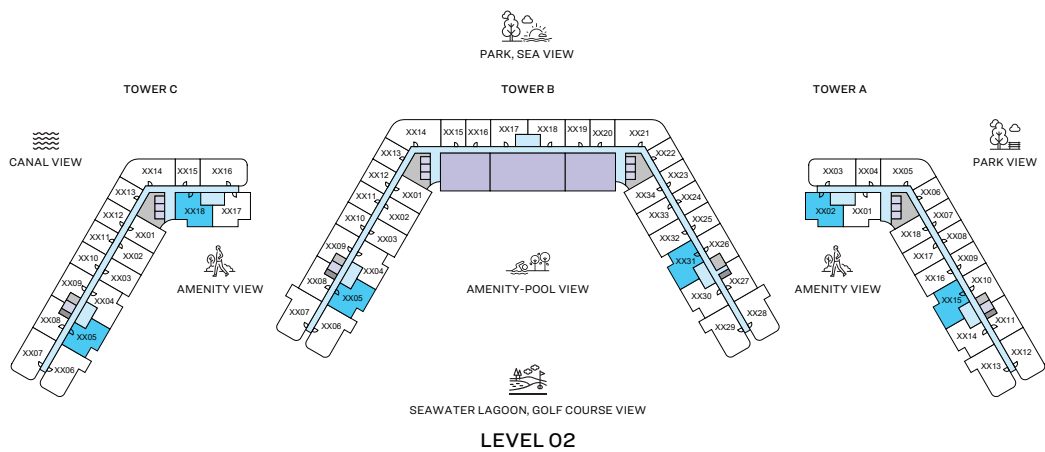 PARK, SEA VIEW
TOWER C
TOWER B
TOWER A
CANAL VIEW
PARK VIEW
XX14
XX15
XX16
XX13
XX12
XX11
XX10
XX09
XX08
XX07
XX18
XX17
XX01
XX02
XX03
XX04
XX05
XX06
XX14
XX15
XX16
XX17
XX18
XX19
XX20
XX21
XX13
XX12
XX11
XX10
XX09
XX08
XX07
XX01
XX02
XX03
XX04
XX05
XX06
XX22
XX23
XX24
XX25
XX26
XX27
XX28
XX34
XX33
XX32
XX31
XX30
XX29
XX03
XX04
XX05
XX02
XX01
XX06
XX07
XX08
XX09
XX10
XX11
XX12
XX18
XX17
XX16
XX15
XX14
XX13
AMENITY VIEW
AMENITY-POOL VIEW
AMENITY VIEW
SEAWATER LAGOON, GOLF COURSE VIEW
LEVEL 02